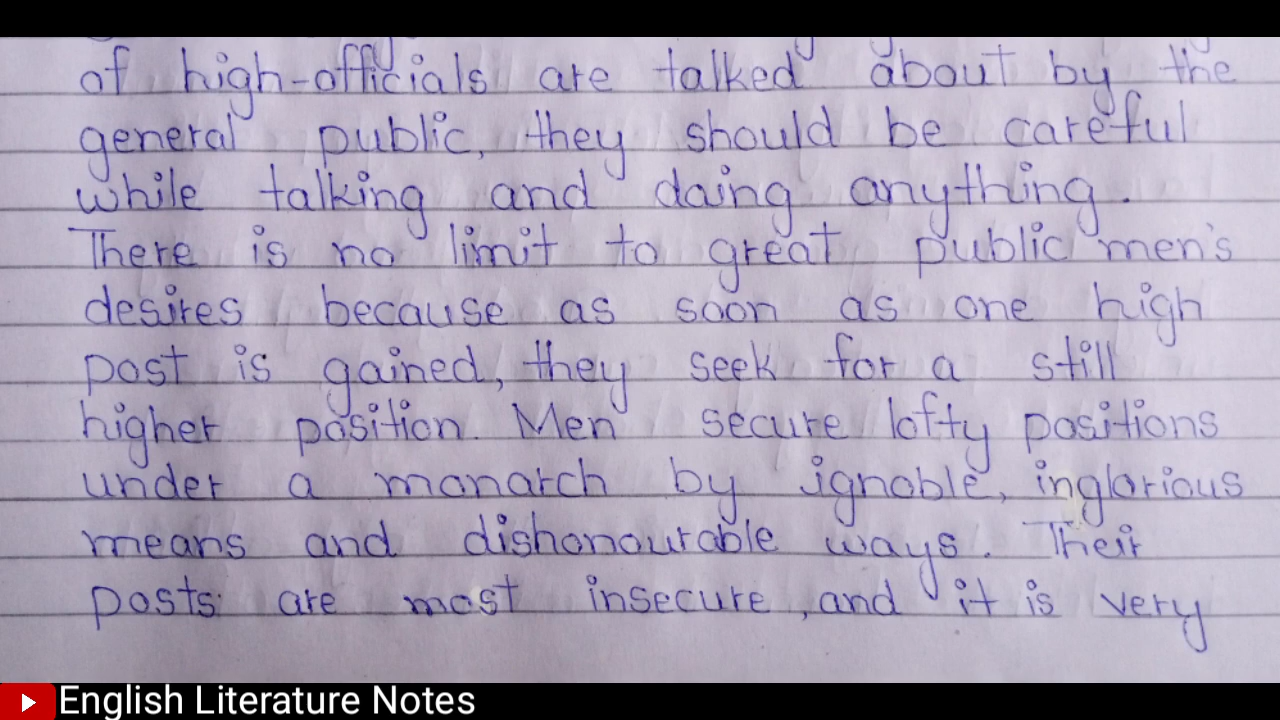 of high-officials are talked about by the
general public, they should be careful
while talking and daing anything.
There is no limit to great public men's
desires because as soon as one high
post is gained, they seek for a still
higher position. Men secure lofty positions
under a monarch by ignoble, inglorious
means and dishonourable ways. Their
posts are most insecure, and it is very
English Literature Notes